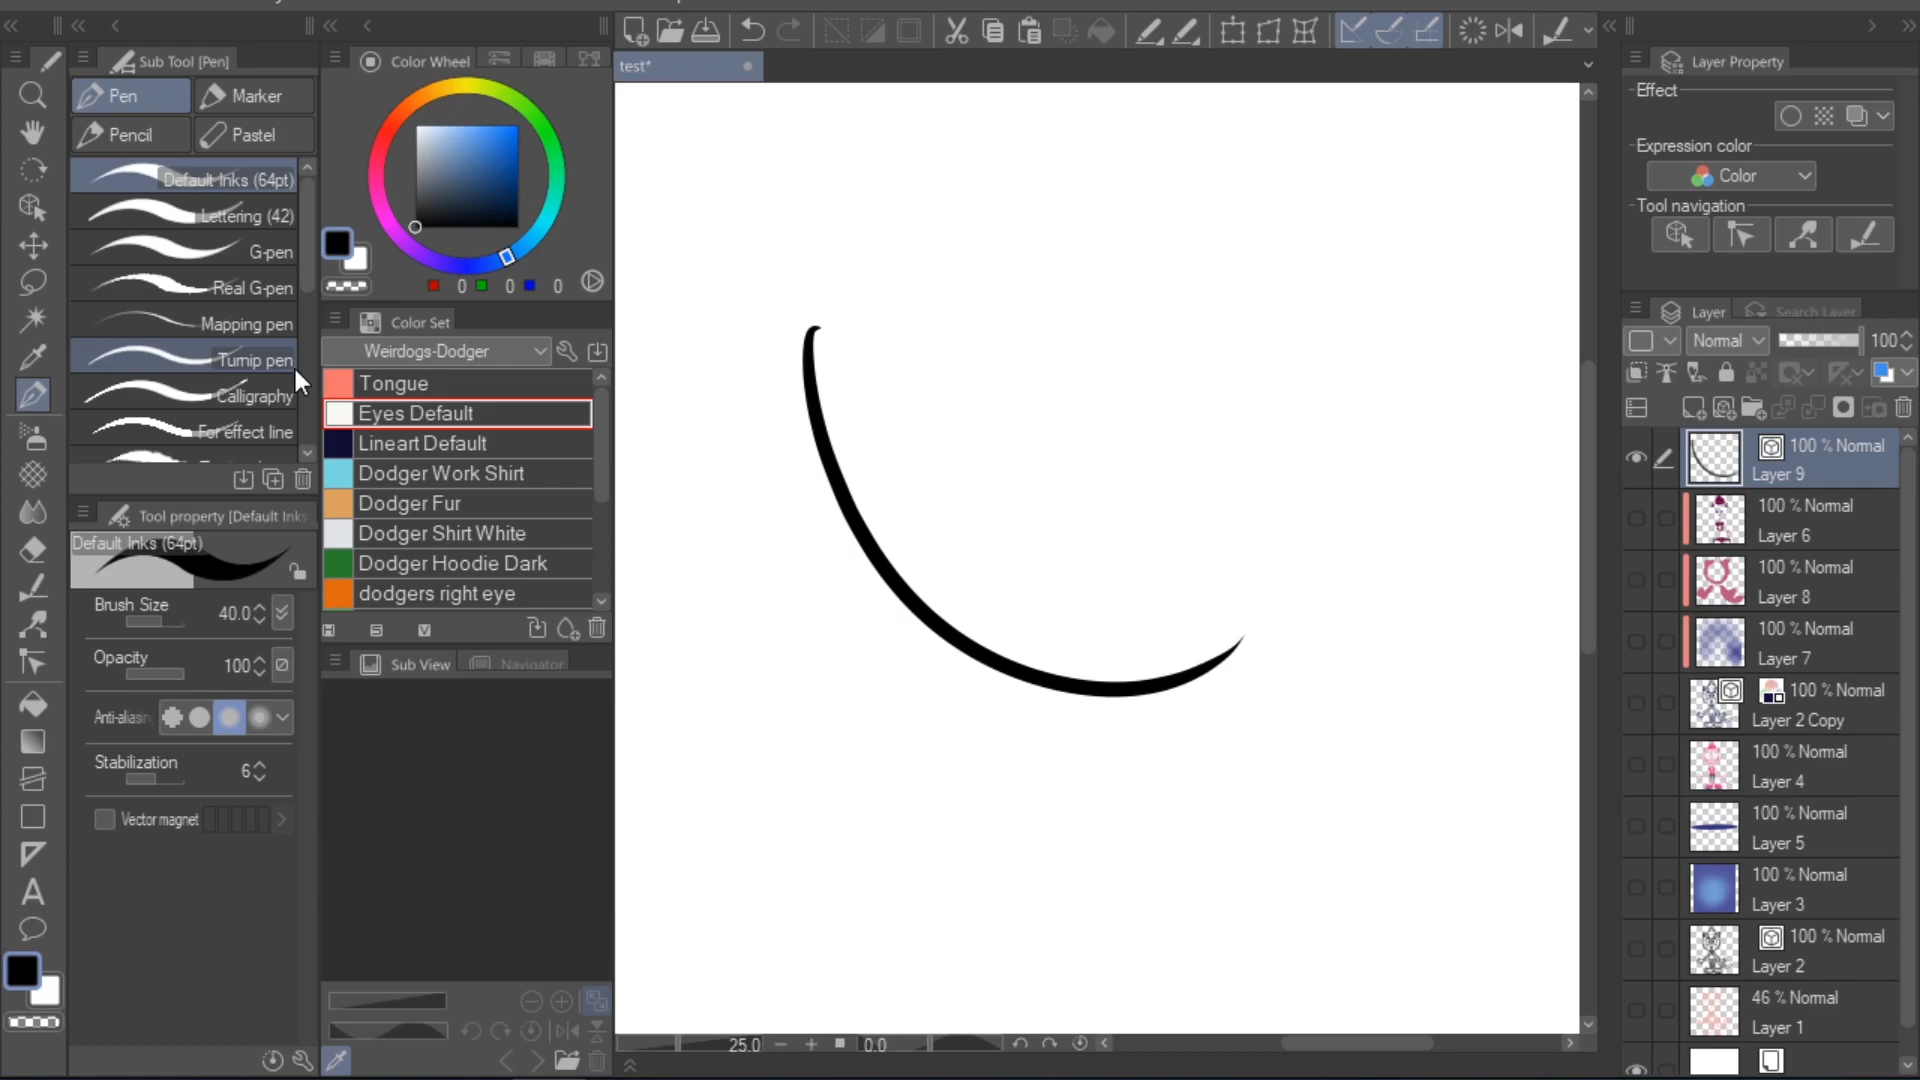 Sub Tool [Pen]
Pen
Marker
Pencil
Pastel
Default Inks (64pt)
Lettering (42)
G-pen
Real G-pen
Mapping pen
Turnip pen
Calligraphy
For effect line
Tool property [Default Inks
Default Inks (64pt)
Brush Size
40.0
Opacity
100
Anti-aliasin
Stabilization
6
Vector magnet
Color Wheel
0
0
0
Color Set
Weirdogs-Dodger
Tongue
Eyes Default
Lineart Default
Dodger Work Shirt
Dodger Fur
Dodger Shirt White
Dodger Hoodie Dark
dodgers right eye
H
S
V
Sub View
Navigator
test*
25.0
0.0
Layer Property
Effect
Expression color
Color
Tool navigation
Layer
Search Layer
Normal
100
100 % Normal
Layer 9
100 % Normal
Layer 6
100 % Normal
Layer 8
100 % Normal
Layer 7
100 % Normal
Layer 2 Copy
100 % Normal
Layer 4
100 % Normal
Layer 5
100 % Normal
Layer 3
100 % Normal
Layer 2
46 % Normal
Layer 1